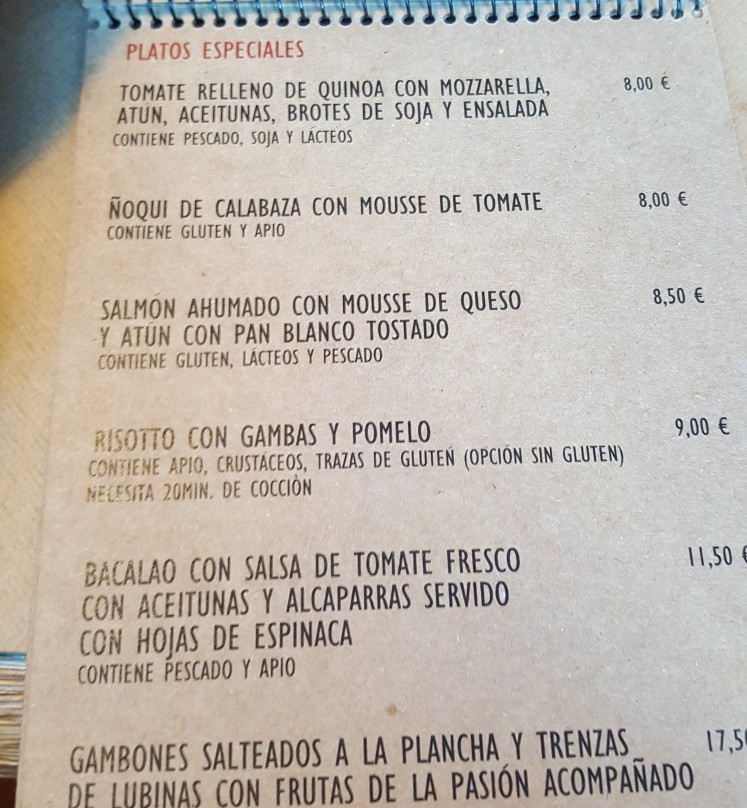 PLATOS ESPECIALES
TOMATE RELLENO DE QUINOA CON MOZZARELLA, 8,00 €
ATÚN, ACEITUNAS, BROTES DE SOJA Y ENSALADA
CONTIENE PESCADO, SOJA Y LÁCTEOS
ÑOQUI DE CALABAZA CON MOUSSE DE TOMATE 8,00 €
CONTIENE GLUTEN Y APIO
SALMÓN AHUMADO CON MOUSSE DE QUESO 8,50 €
Y ATÚN CON PAN BLANCO TOSTADO
CONTIENE GLUTEN, LÁCTEOS Y PESCADO
RISOTTO CON GAMBAS Y POMELO 9,00 €
CONTIENE APIO, CRUSTÁCEOS, TRAZAS DE GLUTEN (OPCIÓN SIN GLUTEN)
NECESITA 20MIN. DE COCCIÒN
BACALAO CON SALSA DE TOMATE FRESCO 11,50 €
CON ACEITUNAS Y ALCAPARRAS SERVIDO
CON HOJAS DE ESPINACA
CONTIENE PESCADO Y APIO
GAMBONES SALTEADOS A LA PLANCHA Y TRENZAS 17,50
DE LUBINAS CON FRUTAS DE LA PASIÓN ACOMPAÑADO